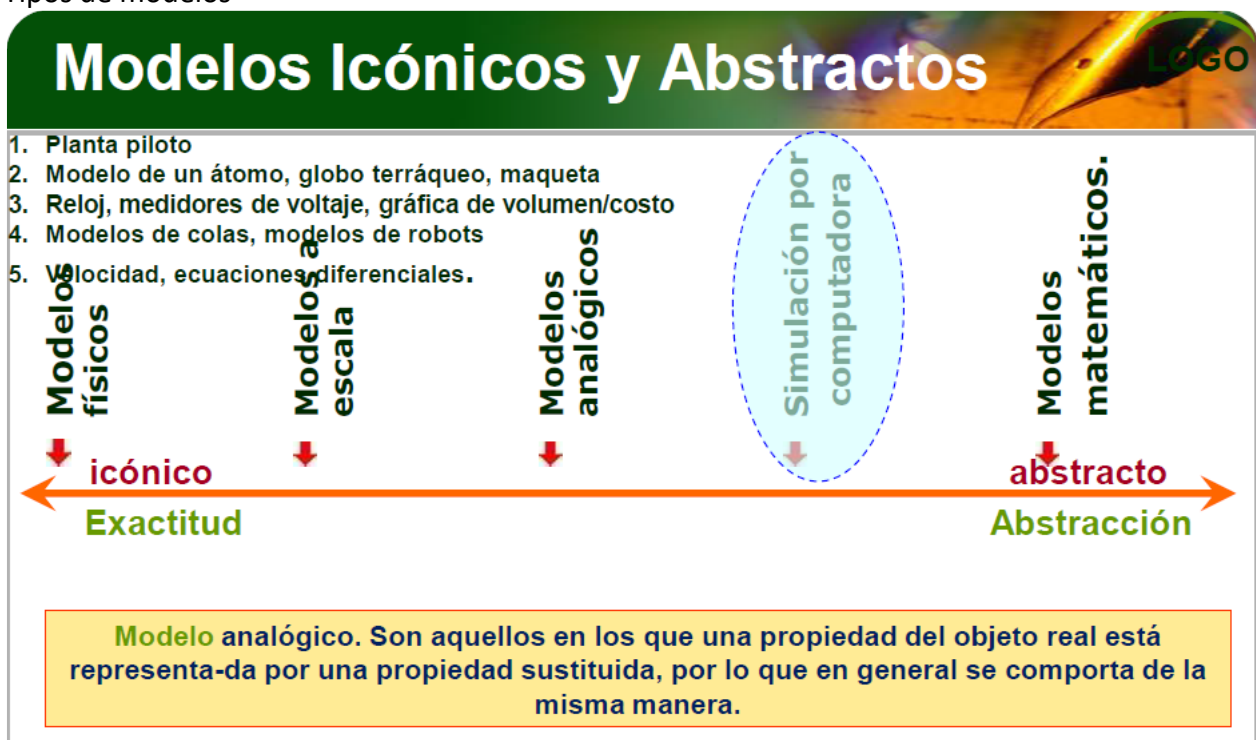 Tipos de modelos
Modelos Icónicos y Abstractos
LOGO
1. Planta piloto
2. Modelo de un átomo, globo terráqueo, maqueta
3. Reloj, medidores de voltaje, gráfica de volumen/costo
4. Modelos de colas, modelos de robots
5. Velocidad, ecuaciones diferenciales.
Modelos
físicos
Modelos a
escala
Modelos
analógicos
Simulación por
computadora
Modelos
matemáticos.
icónico
abstracto
Exactitud
Abstracción
Modelo analógico. Son aquellos en los que una propiedad del objeto real está
representa-da por una propiedad sustituida, por lo que en general se comporta de la
misma manera.